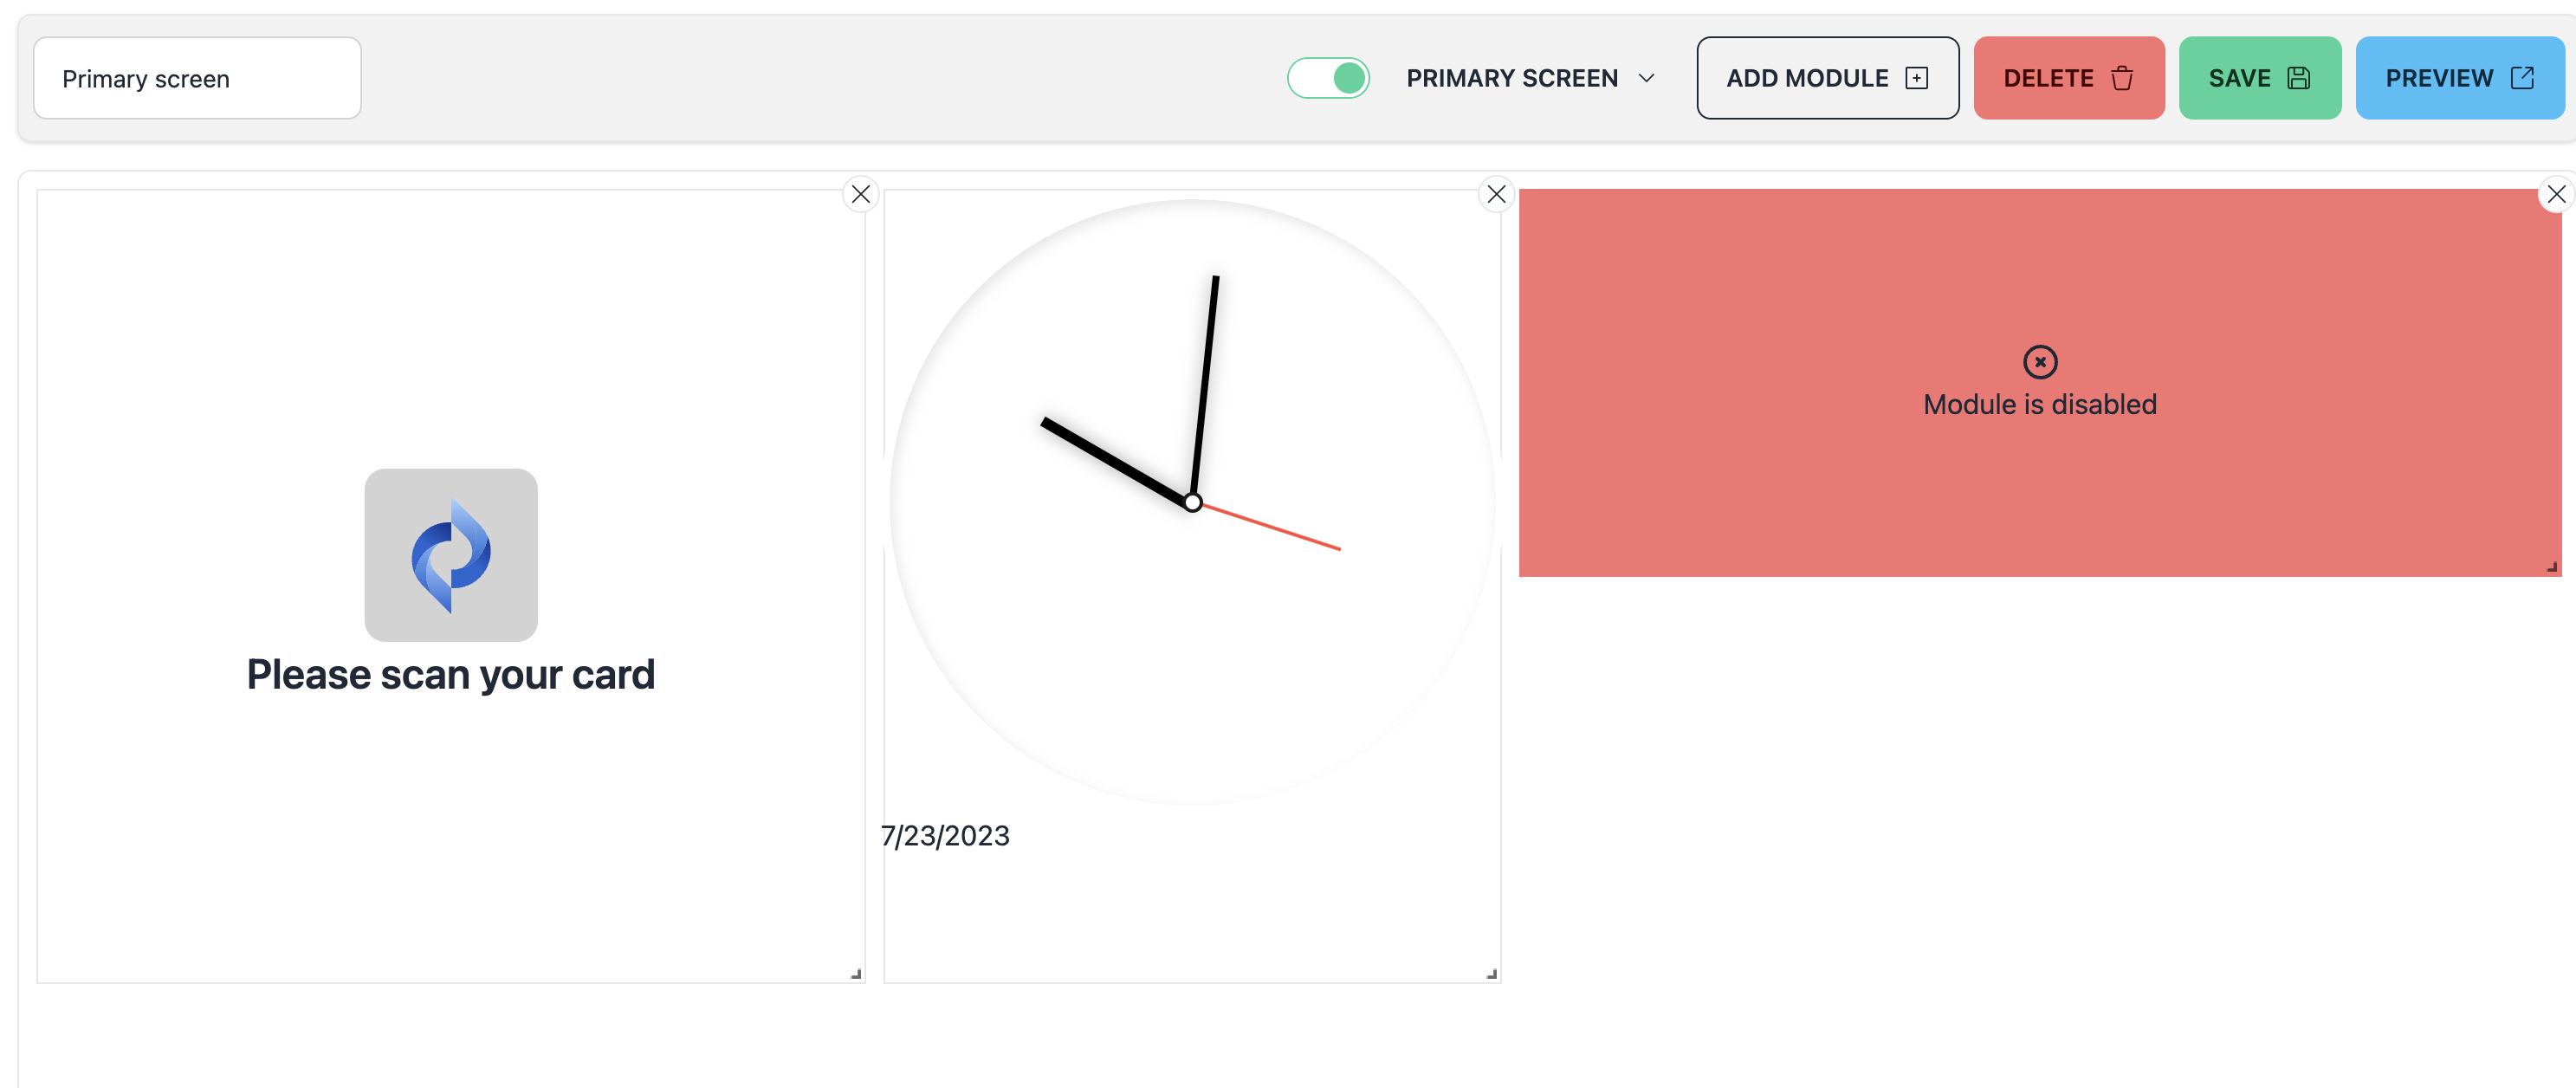 Primary screen
PRIMARY SCREEN
ADD MODULE
DELETE
SAVE
PREVIEW
Please scan your card
7/23/2023
Module is disabled